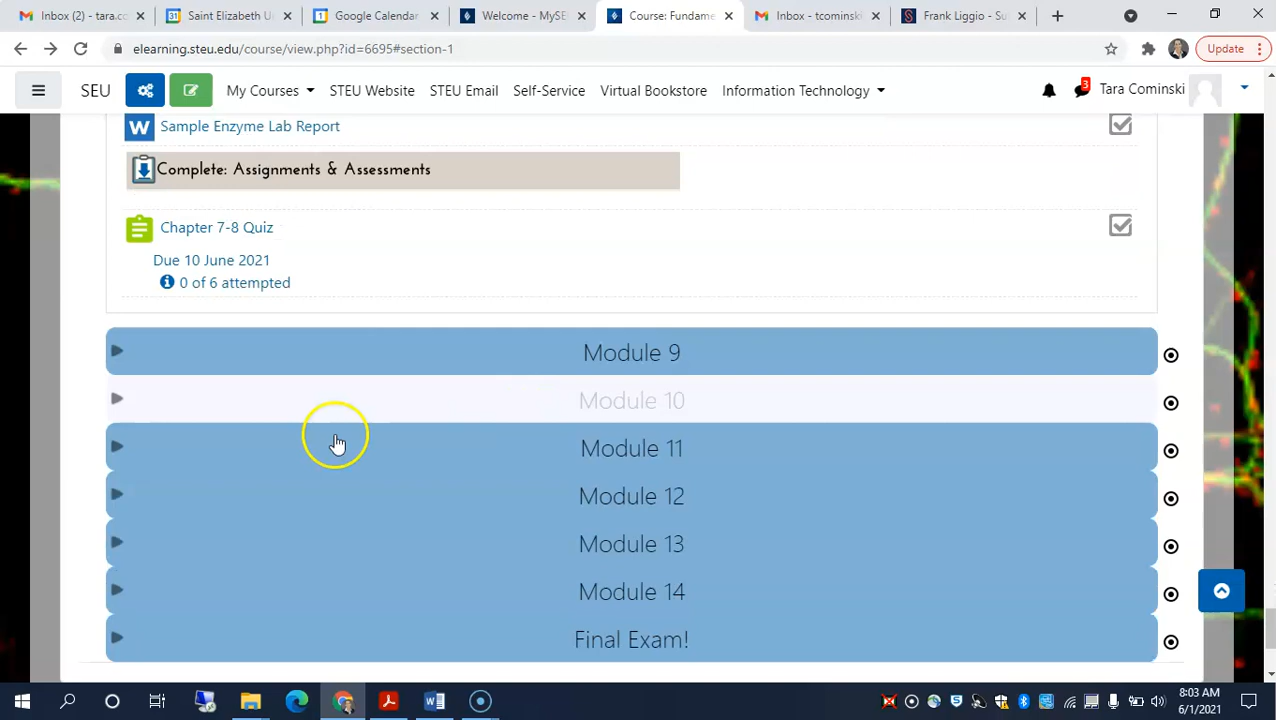 Inbox (1) - tara.co
Saint Elizabeth U
Google Calendar
Welcome - MySE
Course: Fundame
Inbox - tcominsk
Frank Liggio - Su
elearning.steu.edu/course/view.php?id=6695#section-1
Update
SEU My Courses STEU Website STEU Email Self-Service Virtual Bookstore Information Technology 3 Tara Cominski
Sample Enzyme Lab Report
Complete: Assignments & Assessments
Chapter 7-8 Quiz
Due 10 June 2021
0 of 6 attempted
Module 9
Module 10
Module 11
Module 12
Module 13
Module 14
Final Exam!
8:03 AM
6/1/2021